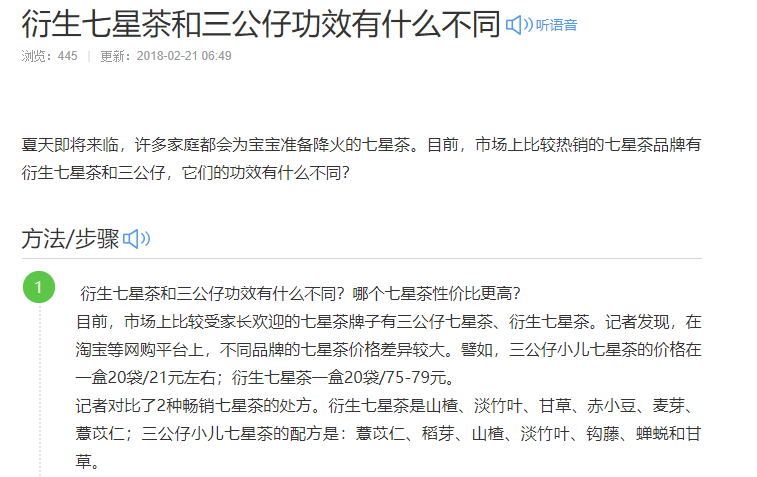 衍生七星茶和三公仔功效有什么不同 听语音
浏览：445 | 更新：2018-02-21 06:49
夏天即将来临，许多家庭都会为宝宝准备降火的七星茶。目前，市场上比较热销的七星茶品牌有
衍生七星茶和三公仔，它们的功效有什么不同？
方法/步骤
1
衍生七星茶和三公仔功效有什么不同？哪个七星茶性价比更高？
目前，市场上比较受家长欢迎的七星茶牌子有三公仔七星茶、衍生七星茶。记者发现，在
淘宝等网购平台上，不同品牌的七星茶价格差异较大。譬如，三公仔小儿七星茶的价格在
一盒20袋/21元左右；衍生七星茶一盒20袋/75-79元。
记者对比了2种畅销七星茶的处方。衍生七星茶是山楂、淡竹叶、甘草、赤小豆、麦芽、
薏苡仁；三公仔小儿七星茶的配方是：薏苡仁、稻芽、山楂、淡竹叶、钩藤、蝉蜕和甘
草。